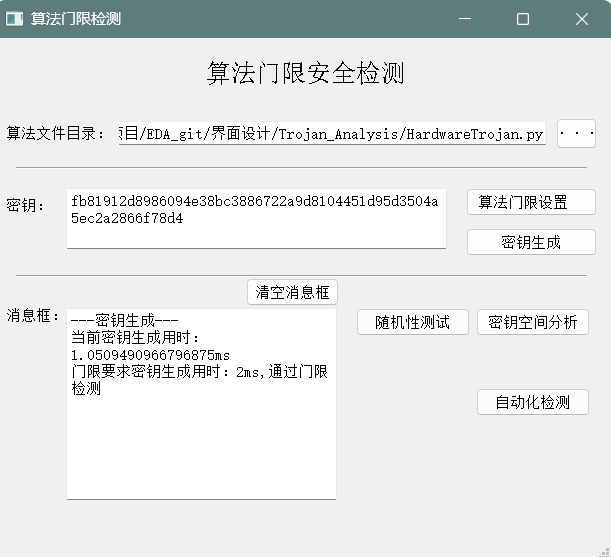 算法门限检测
算法门限安全检测
算法文件目录： 页目/EDA_git/界面设计/Trojan_Analysis/HardwareTrojan.py ...
密钥： fb81912d8986094e38bc3886722a9d8104451d95d3504a
5ec2a2866f78d4
算法门限设置
密钥生成
清空消息框
消息框：
---密钥生成---
当前密钥生成用时：
1.0509490966796875ms
门限要求密钥生成用时：2ms,通过门限
检测
随机性测试 密钥空间分析
自动化检测